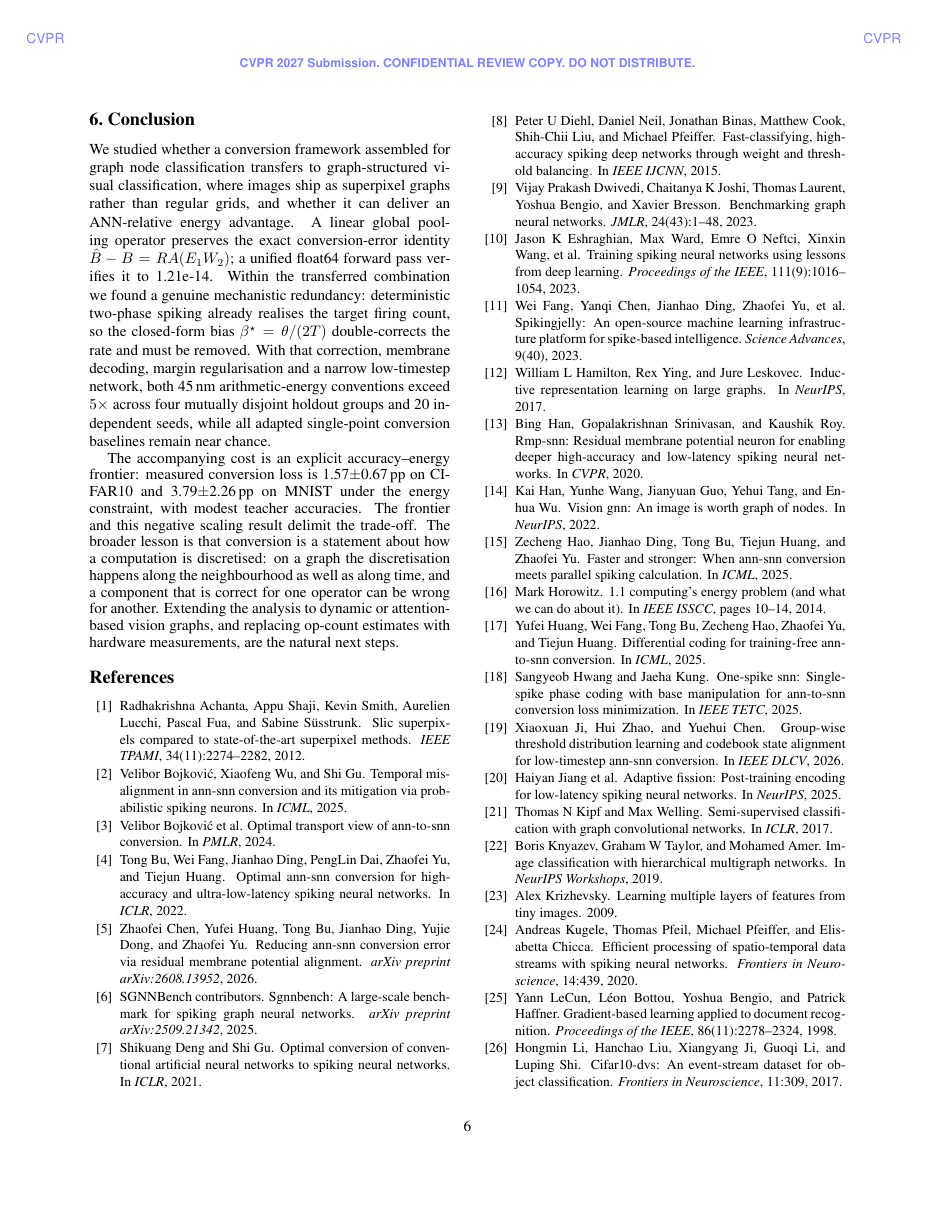 CVPR
CVPR
CVPR 2027 Submission. CONFIDENTIAL REVIEW COPY. DO NOT DISTRIBUTE.
6. Conclusion
We studied whether a conversion framework assembled for
graph node classification transfers to graph-structured vi-
sual classification, where images ship as superpixel graphs
rather than regular grids, and whether it can deliver an
ANN-relative energy advantage. A linear global pool-
ing operator preserves the exact conversion-error identity
B̂ − B = RA(E₁W₂); a unified float64 forward pass ver-
ifies it to 1.21e-14. Within the transferred combination
we found a genuine mechanistic redundancy: deterministic
two-phase spiking already realises the target firing count,
so the closed-form bias β⋆ = θ/(2T) double-corrects the
rate and must be removed. With that correction, membrane
decoding, margin regularisation and a narrow low-timestep
network, both 45 nm arithmetic-energy conventions exceed
5× across four mutually disjoint holdout groups and 20 in-
dependent seeds, while all adapted single-point conversion
baselines remain near chance.
The accompanying cost is an explicit accuracy–energy
frontier: measured conversion loss is 1.57±0.67 pp on CI-
FAR10 and 3.79±2.26 pp on MNIST under the energy
constraint, with modest teacher accuracies. The frontier
and this negative scaling result delimit the trade-off. The
broader lesson is that conversion is a statement about how
a computation is discretised: on a graph the discretisation
happens along the neighbourhood as well as along time, and
a component that is correct for one operator can be wrong
for another. Extending the analysis to dynamic or attention-
based vision graphs, and replacing op-count estimates with
hardware measurements, are the natural next steps.
References
[1] Radhakrishna Achanta, Appu Shaji, Kevin Smith, Aurelien
Lucchi, Pascal Fua, and Sabine Süsstrunk. Slic superpix-
els compared to state-of-the-art superpixel methods. IEEE
TPAMI, 34(11):2274–2282, 2012.
[2] Velibor Bojković, Xiaofeng Wu, and Shi Gu. Temporal mis-
alignment in ann-snn conversion and its mitigation via prob-
abilistic spiking neurons. In ICML, 2025.
[3] Velibor Bojković et al. Optimal transport view of ann-to-snn
conversion. In PMLR, 2024.
[4] Tong Bu, Wei Fang, Jianhao Ding, PengLin Dai, Zhaofei Yu,
and Tiejun Huang. Optimal ann-snn conversion for high-
accuracy and ultra-low-latency spiking neural networks. In
ICLR, 2022.
[5] Zhaofei Chen, Yufei Huang, Tong Bu, Jianhao Ding, Yujie
Dong, and Zhaofei Yu. Reducing ann-snn conversion error
via residual membrane potential alignment. arXiv preprint
arXiv:2608.13952, 2026.
[6] SGNNBench contributors. Sgnnbench: A large-scale bench-
mark for spiking graph neural networks. arXiv preprint
arXiv:2509.21342, 2025.
[7] Shikuang Deng and Shi Gu. Optimal conversion of conven-
tional artificial neural networks to spiking neural networks.
In ICLR, 2021.
[8] Peter U Diehl, Daniel Neil, Jonathan Binas, Matthew Cook,
Shih-Chii Liu, and Michael Pfeiffer. Fast-classifying, high-
accuracy spiking deep networks through weight and thresh-
old balancing. In IEEE IJCNN, 2015.
[9] Vijay Prakash Dwivedi, Chaitanya K Joshi, Thomas Laurent,
Yoshua Bengio, and Xavier Bresson. Benchmarking graph
neural networks. JMLR, 24(43):1–48, 2023.
[10] Jason K Eshraghian, Max Ward, Emre O Neftci, Xinxin
Wang, et al. Training spiking neural networks using lessons
from deep learning. Proceedings of the IEEE, 111(9):1016–
1054, 2023.
[11] Wei Fang, Yanqi Chen, Jianhao Ding, Zhaofei Yu, et al.
Spikingjelly: An open-source machine learning infrastruc-
ture platform for spike-based intelligence. Science Advances,
9(40), 2023.
[12] William L Hamilton, Rex Ying, and Jure Leskovec. Induc-
tive representation learning on large graphs. In NeurIPS,
2017.
[13] Bing Han, Gopalakrishnan Srinivasan, and Kaushik Roy.
Rmp-snn: Residual membrane potential neuron for enabling
deeper high-accuracy and low-latency spiking neural net-
works. In CVPR, 2020.
[14] Kai Han, Yunhe Wang, Jianyuan Guo, Yehui Tang, and En-
hua Wu. Vision gnn: An image is worth graph of nodes. In
NeurIPS, 2022.
[15] Zecheng Hao, Jianhao Ding, Tong Bu, Tiejun Huang, and
Zhaofei Yu. Faster and stronger: When ann-snn conversion
meets parallel spiking calculation. In ICML, 2025.
[16] Mark Horowitz. 1.1 computing's energy problem (and what
we can do about it). In IEEE ISSCC, pages 10–14, 2014.
[17] Yufei Huang, Wei Fang, Tong Bu, Zecheng Hao, Zhaofei Yu,
and Tiejun Huang. Differential coding for training-free ann-
to-snn conversion. In ICML, 2025.
[18] Sangyeob Hwang and Jaeha Kung. One-spike snn: Single-
spike phase coding with base manipulation for ann-to-snn
conversion loss minimization. In IEEE TETC, 2025.
[19] Xiaoxuan Ji, Hui Zhao, and Yuehui Chen. Group-wise
threshold distribution learning and codebook state alignment
for low-timestep ann-snn conversion. In IEEE DLCV, 2026.
[20] Haiyan Jiang et al. Adaptive fission: Post-training encoding
for low-latency spiking neural networks. In NeurIPS, 2025.
[21] Thomas N Kipf and Max Welling. Semi-supervised classifi-
cation with graph convolutional networks. In ICLR, 2017.
[22] Boris Knyazev, Graham W Taylor, and Mohamed Amer. Im-
age classification with hierarchical multigraph networks. In
NeurIPS Workshops, 2019.
[23] Alex Krizhevsky. Learning multiple layers of features from
tiny images. 2009.
[24] Andreas Kugele, Thomas Pfeil, Michael Pfeiffer, and Elis-
abetta Chicca. Efficient processing of spatio-temporal data
streams with spiking neural networks. Frontiers in Neuro-
science, 14:439, 2020.
[25] Yann LeCun, Léon Bottou, Yoshua Bengio, and Patrick
Haffner. Gradient-based learning applied to document recog-
nition. Proceedings of the IEEE, 86(11):2278–2324, 1998.
[26] Hongmin Li, Hanchao Liu, Xiangyang Ji, Guoqi Li, and
Luping Shi. Cifar10-dvs: An event-stream dataset for ob-
ject classification. Frontiers in Neuroscience, 11:309, 2017.
6